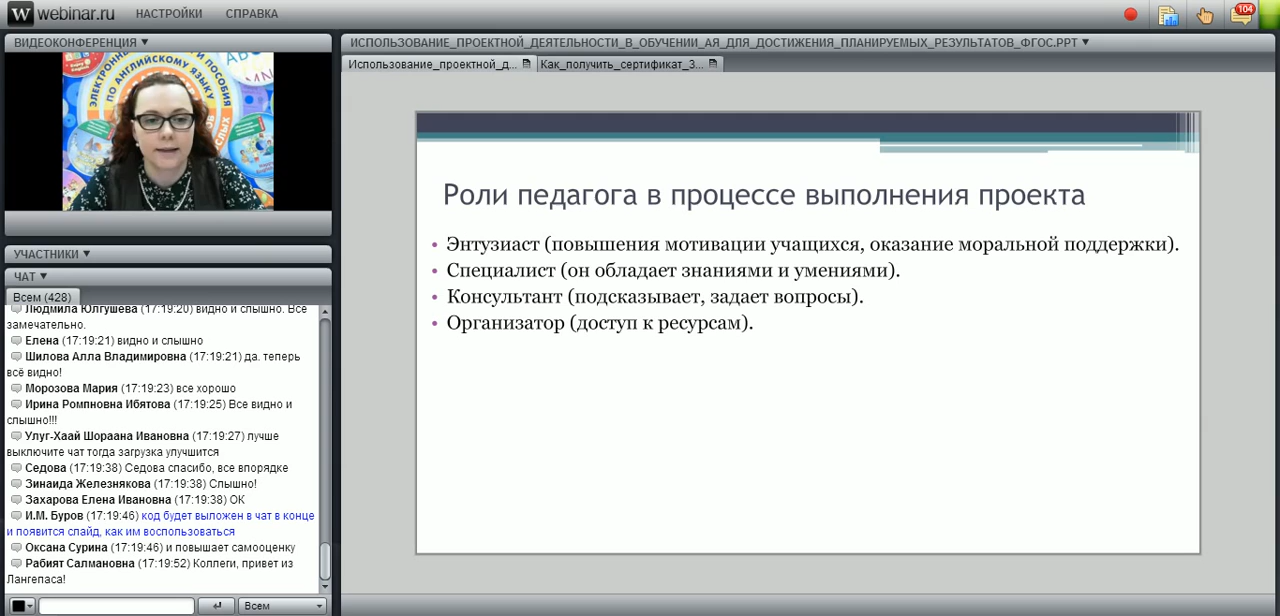 W webinar.ru НАСТРОЙКИ СПРАВКА 104
ВИДЕОКОНФЕРЕНЦИЯ
ЭЛЕКТРОННЫЕ И ПОСОБИЯ
ПО АНГЛИЙСКОМУ ЯЗЫКУ
УЧАСТНИКИ
ЧАТ
Всем (428)
Людмила Юлгушева (17:19:20) видно и слышно. Все
замечательно.
Елена (17:19:21) видно и слышно
Шилова Алла Владимировна (17:19:21) да. теперь
всё видно!
Морозова Мария (17:19:23) все хорошо
Ирина Ромпновна Ибятова (17:19:25) Все видно и
слышно!!!
Улуг-Хаай Шораана Ивановна (17:19:27) лучше
выключите чат тогда загрузка улучшится
Седова (17:19:38) Седова спасибо, все впорядке
Зинаида Железнякова (17:19:38) Слышно!
Захарова Елена Ивановна (17:19:38) ОК
И.М. Буров (17:19:46) код будет выложен в чат в конце
и появится слайд, как им воспользоваться
Оксана Сурина (17:19:46) и повышает самооценку
Рабият Салмановна (17:19:52) Коллеги, привет из
Лангепаса!
Всем
ИСПОЛЬЗОВАНИЕ_ПРОЕКТНОЙ_ДЕЯТЕЛЬНОСТИ_В_ОБУЧЕНИИ_АЯ_ДЛЯ_ДОСТИЖЕНИЯ_ПЛАНИРУЕМЫХ_РЕЗУЛЬТАТОВ_ФГОС.PPT
Использование_проектной_д... Как_получить_сертификат_3...
Роли педагога в процессе выполнения проекта
• Энтузиаст (повышения мотивации учащихся, оказание моральной поддержки).
• Специалист (он обладает знаниями и умениями).
• Консультант (подсказывает, задает вопросы).
• Организатор (доступ к ресурсам).